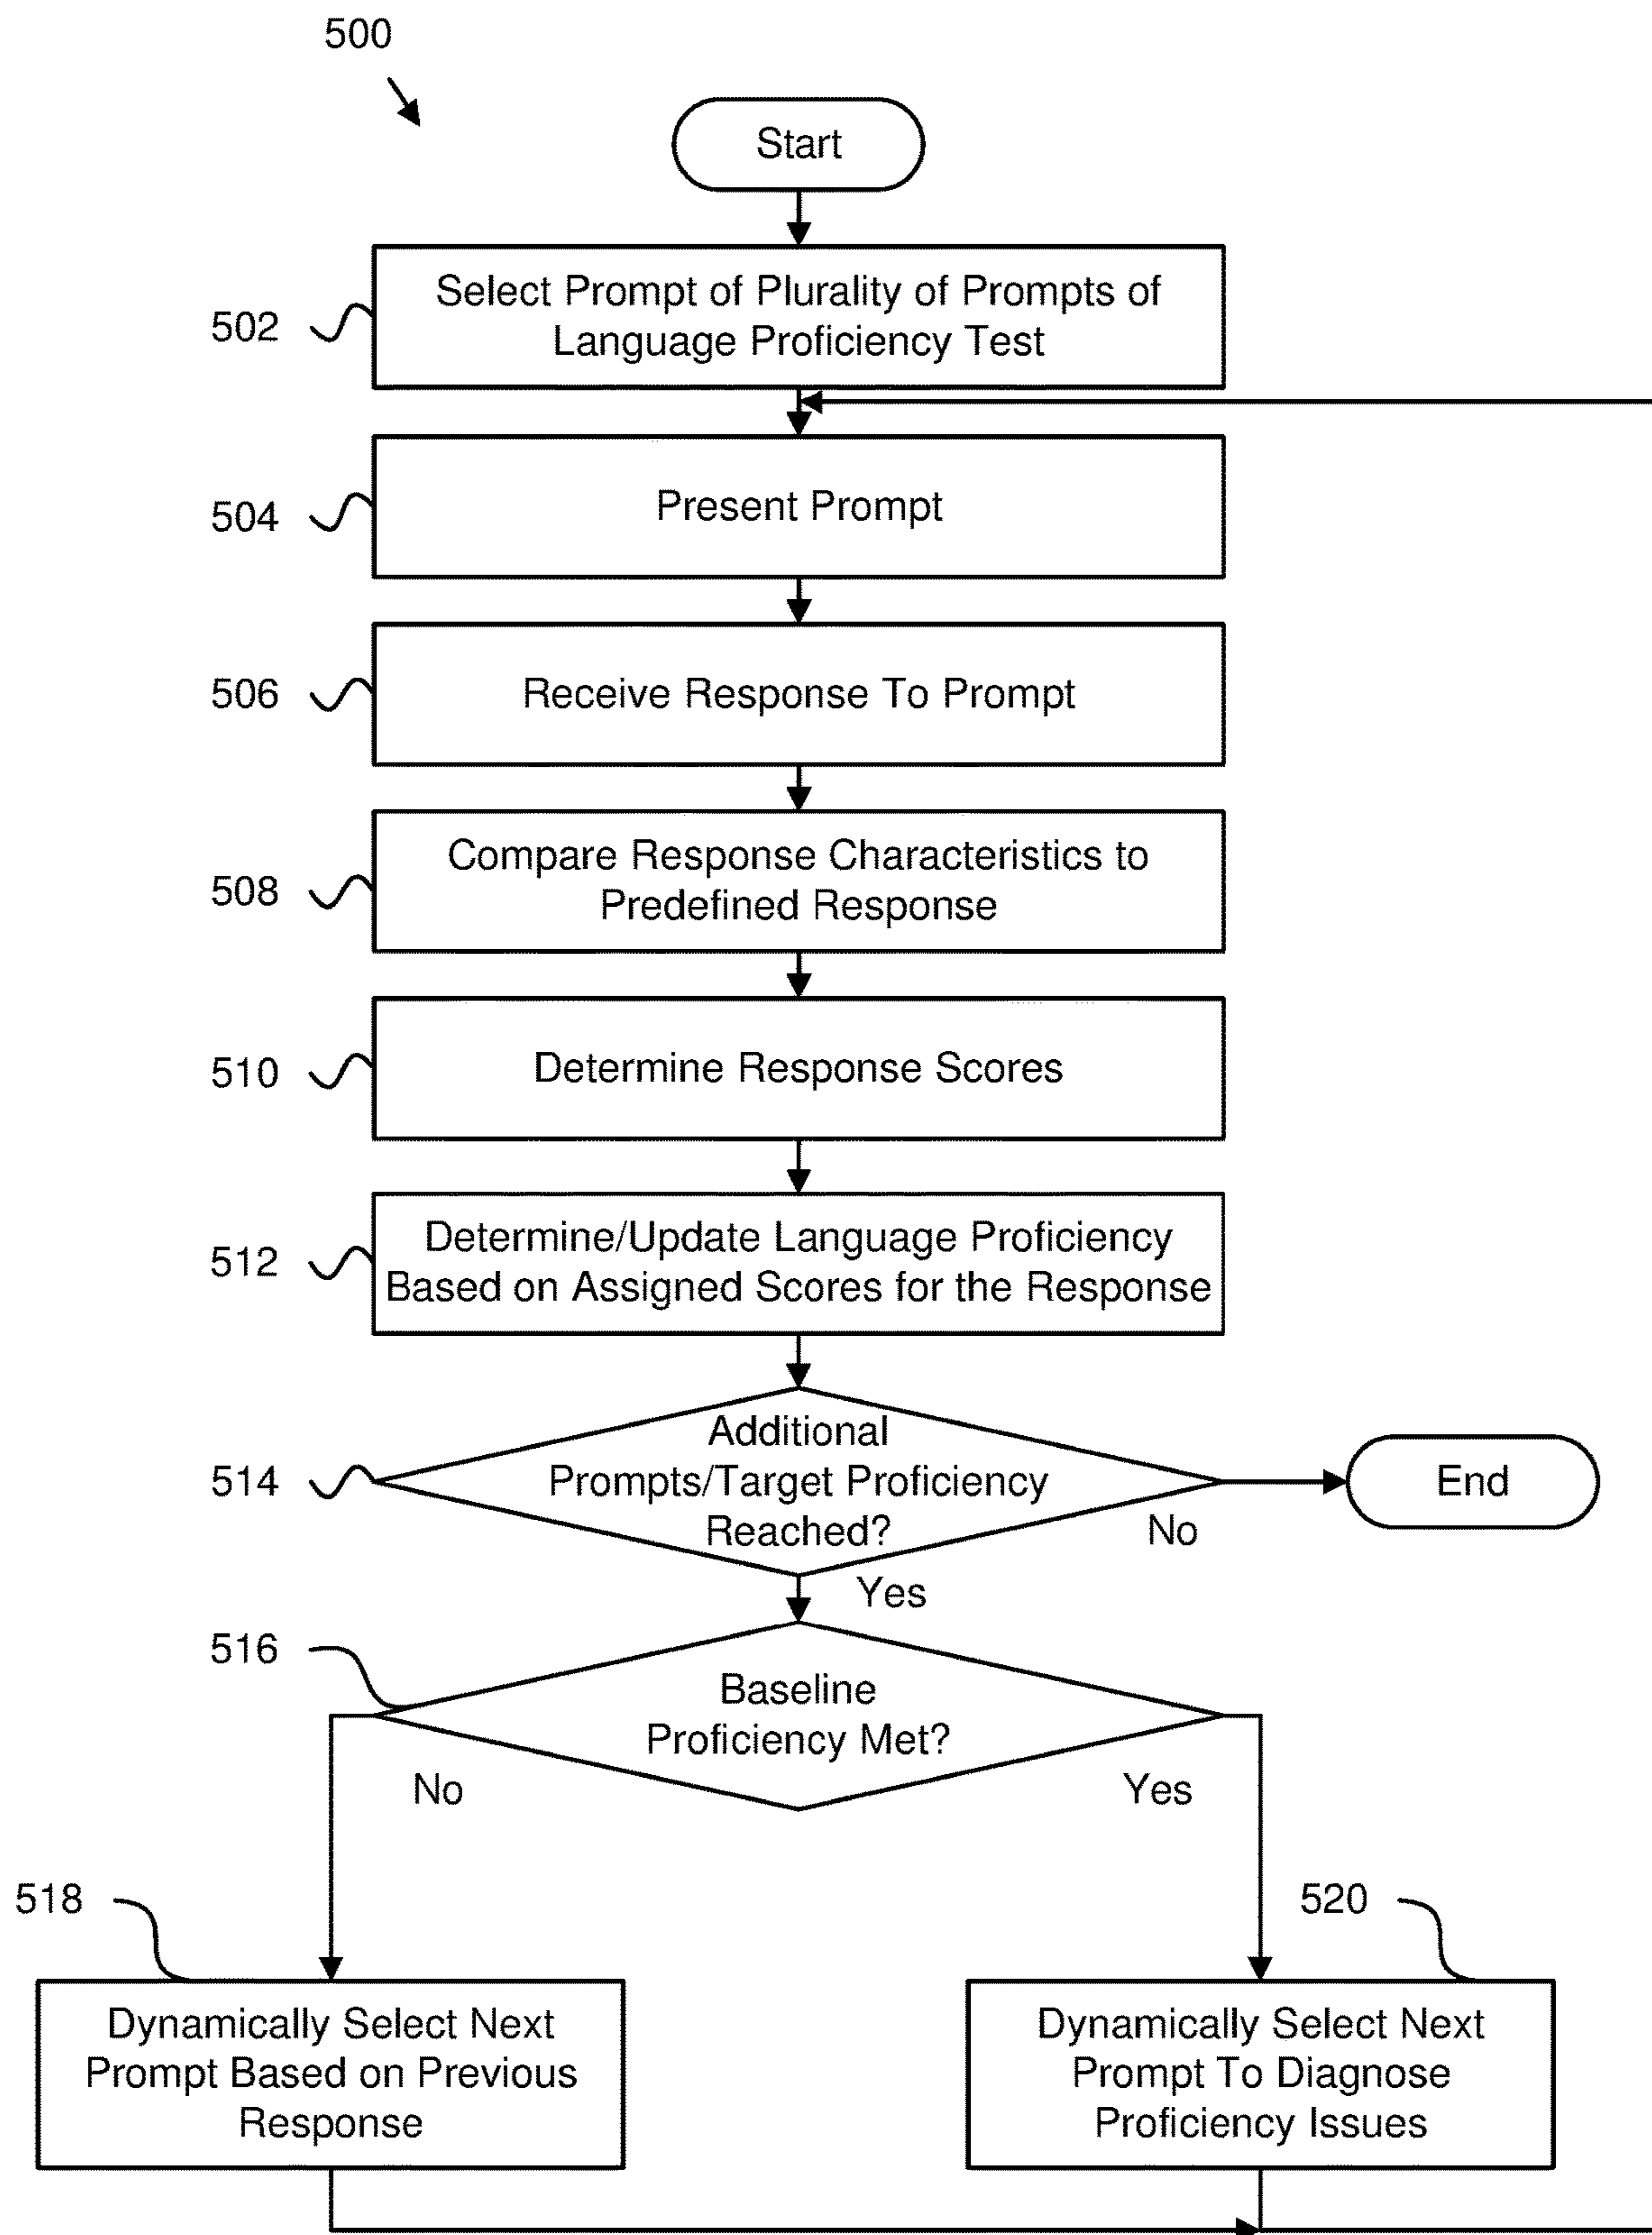 500
Start
502
Select Prompt of Plurality of Prompts of
Language Proficiency Test
504
Present Prompt
506
Receive Response To Prompt
508
Compare Response Characteristics to
Predefined Response
510
Determine Response Scores
512
Determine/Update Language Proficiency
Based on Assigned Scores for the Response
514
Additional
Prompts/Target Proficiency
Reached?
End
No
Yes
516
Baseline
Proficiency Met?
No
Yes
518
520
Dynamically Select Next
Prompt Based on Previous
Response
Dynamically Select Next
Prompt To Diagnose
Proficiency Issues